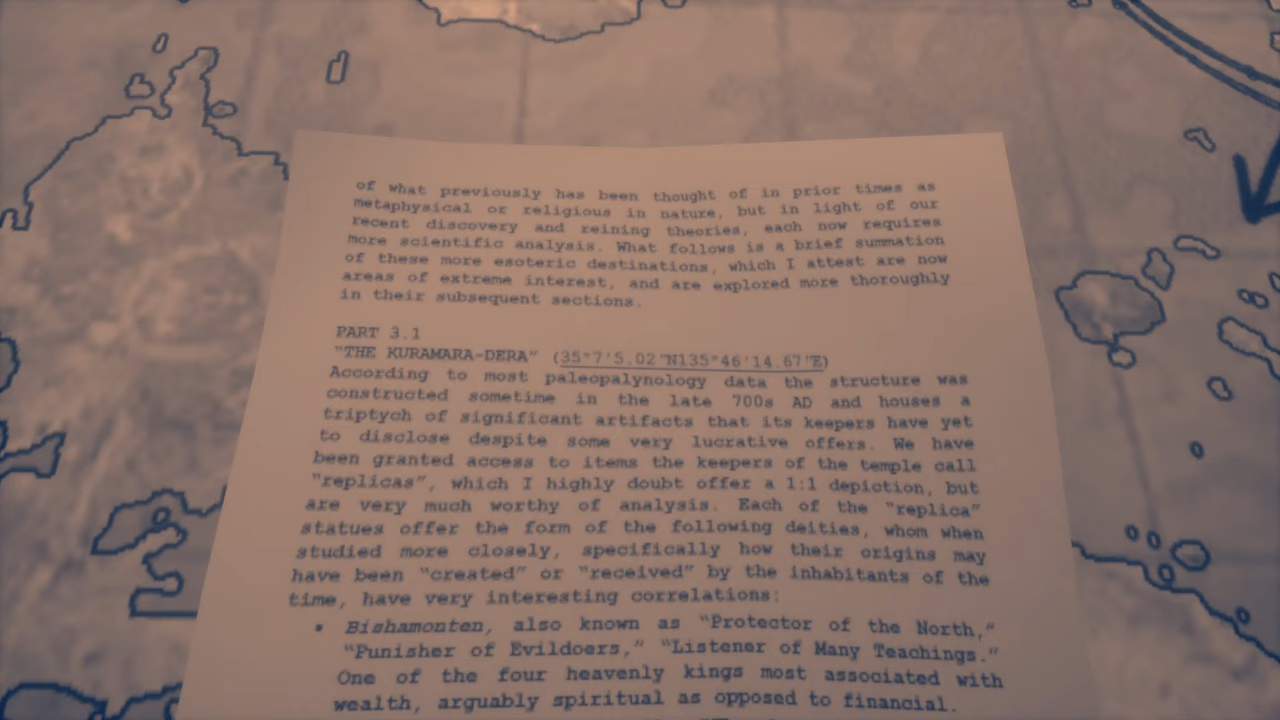 of what previously has been thought of in prior times as
metaphysical or religious in nature, but in light of our
recent discovery and reining theories, each now requires
more scientific analysis. What follows is a brief summation
of these more esoteric destinations, which I attest are now
areas of extreme interest, and are explored more thoroughly
in their subsequent sections.
PART 3.1
“THE KURAMARA-DERA” (35°7'5.02"N135°46'14.67"E)
According to most paleopalynology data the structure was
constructed sometime in the late 700s AD and houses a
triptych of significant artifacts that its keepers have yet
to disclose despite some very lucrative offers. We have
been granted access to items the keepers of the temple call
“replicas”, which I highly doubt offer a 1:1 depiction, but
are very much worthy of analysis. Each of the “replica”
statues offer the form of the following deities, whom when
studied more closely, specifically how their origins may
have been “created” or “received” by the inhabitants of the
time, have very interesting correlations:
▪ Bishamonten, also known as “Protector of the North,”
“Punisher of Evildoers,” “Listener of Many Teachings.”
One of the four heavenly kings most associated with
wealth, arguably spiritual as opposed to financial.